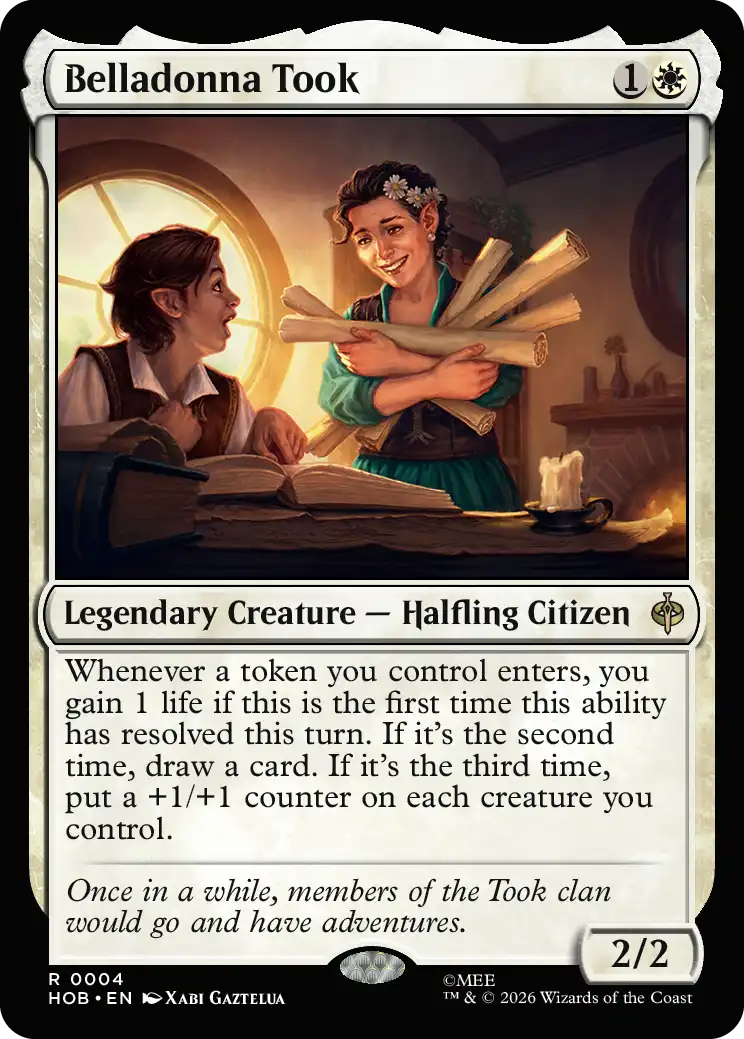 Belladonna Took 1
Legendary Creature — Halfling Citizen
Whenever a token you control enters, you
gain 1 life if this is the first time this ability
has resolved this turn. If it's the second
time, draw a card. If it's the third time,
put a +1/+1 counter on each creature you
control.
Once in a while, members of the Took clan
would go and have adventures.
2/2
R 0004
HOB • EN Xabi Gaztelua
©MEE
™ & © 2026 Wizards of the Coast